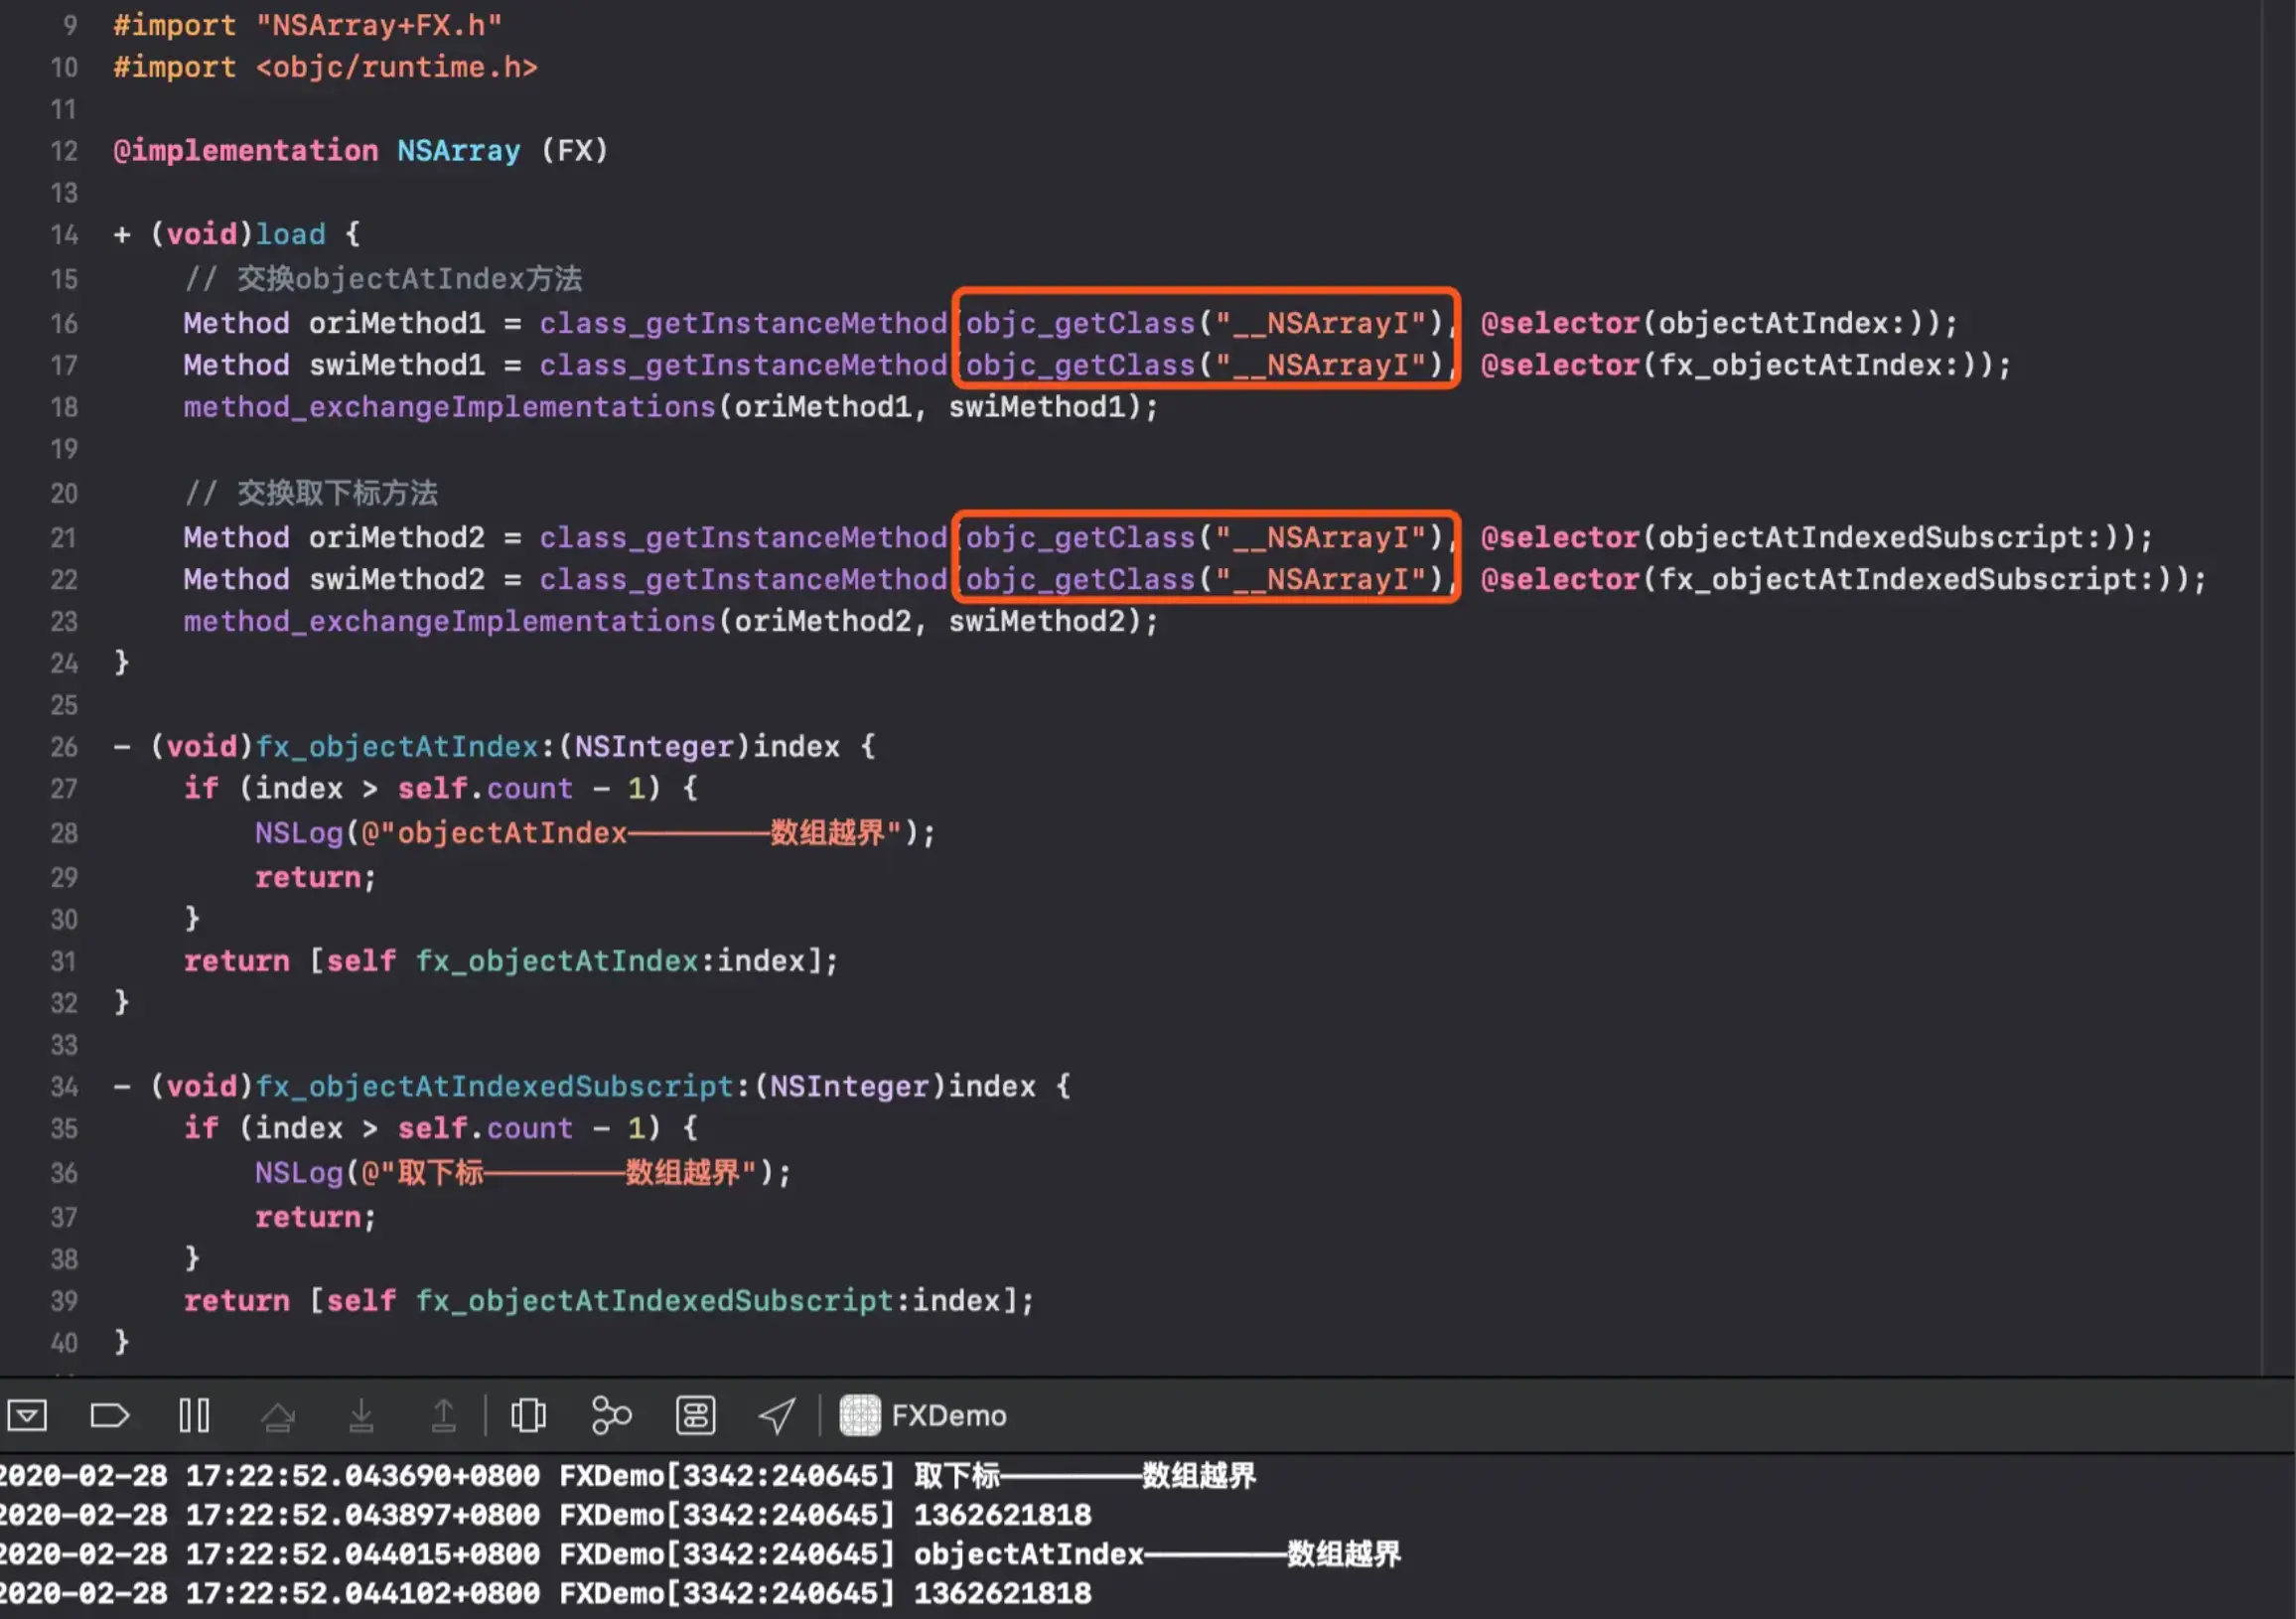 9 #import "NSArray+FX.h"
10 #import <objc/runtime.h>
11
12 @implementation NSArray (FX)
13
14 + (void)load {
15 // 交换objectAtIndex方法
16 Method oriMethod1 = class_getInstanceMethod(objc_getClass("__NSArrayI"), @selector(objectAtIndex:));
17 Method swiMethod1 = class_getInstanceMethod(objc_getClass("__NSArrayI"), @selector(fx_objectAtIndex:));
18 method_exchangeImplementations(oriMethod1, swiMethod1);
19
20 // 交换取下标方法
21 Method oriMethod2 = class_getInstanceMethod(objc_getClass("__NSArrayI"), @selector(objectAtIndexedSubscript:));
22 Method swiMethod2 = class_getInstanceMethod(objc_getClass("__NSArrayI"), @selector(fx_objectAtIndexedSubscript:));
23 method_exchangeImplementations(oriMethod2, swiMethod2);
24 }
25
26 - (void)fx_objectAtIndex:(NSInteger)index {
27 if (index > self.count - 1) {
28 NSLog(@"objectAtIndex————————数组越界");
29 return;
30 }
31 return [self fx_objectAtIndex:index];
32 }
33
34 - (void)fx_objectAtIndexedSubscript:(NSInteger)index {
35 if (index > self.count - 1) {
36 NSLog(@"取下标————————数组越界");
37 return;
38 }
39 return [self fx_objectAtIndexedSubscript:index];
40 }
FXDemo
2020-02-28 17:22:52.043690+0800 FXDemo[3342:240645] 取下标————————数组越界
2020-02-28 17:22:52.043897+0800 FXDemo[3342:240645] 1362621818
2020-02-28 17:22:52.044015+0800 FXDemo[3342:240645] objectAtIndex————————数组越界
2020-02-28 17:22:52.044102+0800 FXDemo[3342:240645] 1362621818